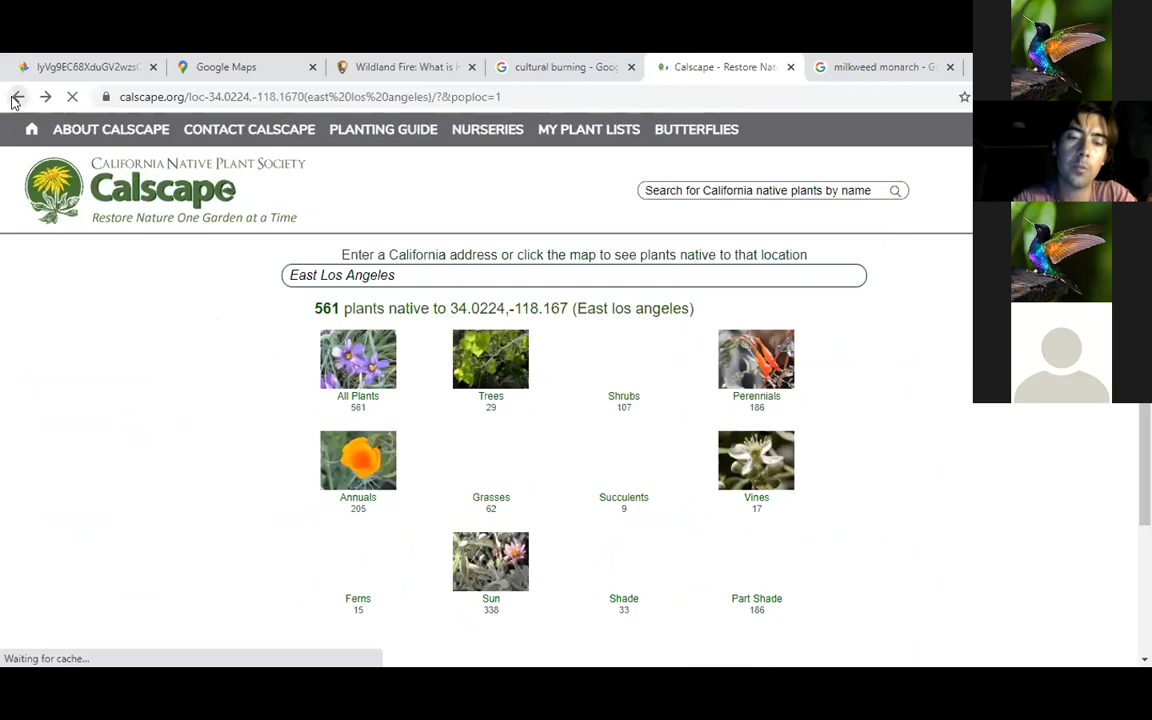 lyVg9EC68XduGV2wzs
Google Maps
Wildland Fire: What is H
cultural burning - Goog
Calscape - Restore Nat
milkweed monarch - G
calscape.org/loc-34.0224,-118.1670(east%20los%20angeles)/?&poploc=1
ABOUT CALSCAPE CONTACT CALSCAPE PLANTING GUIDE NURSERIES MY PLANT LISTS BUTTERFLIES
CALIFORNIA NATIVE PLANT SOCIETY
Calscape
Restore Nature One Garden at a Time
Search for California native plants by name
Enter a California address or click the map to see plants native to that location
East Los Angeles
561 plants native to 34.0224,-118.167 (East los angeles)
All Plants Trees Shrubs Perennials
561 29 107 186
Annuals Grasses Succulents Vines
205 62 9 17
Ferns Sun Shade Part Shade
15 338 33 186
Waiting for cache...